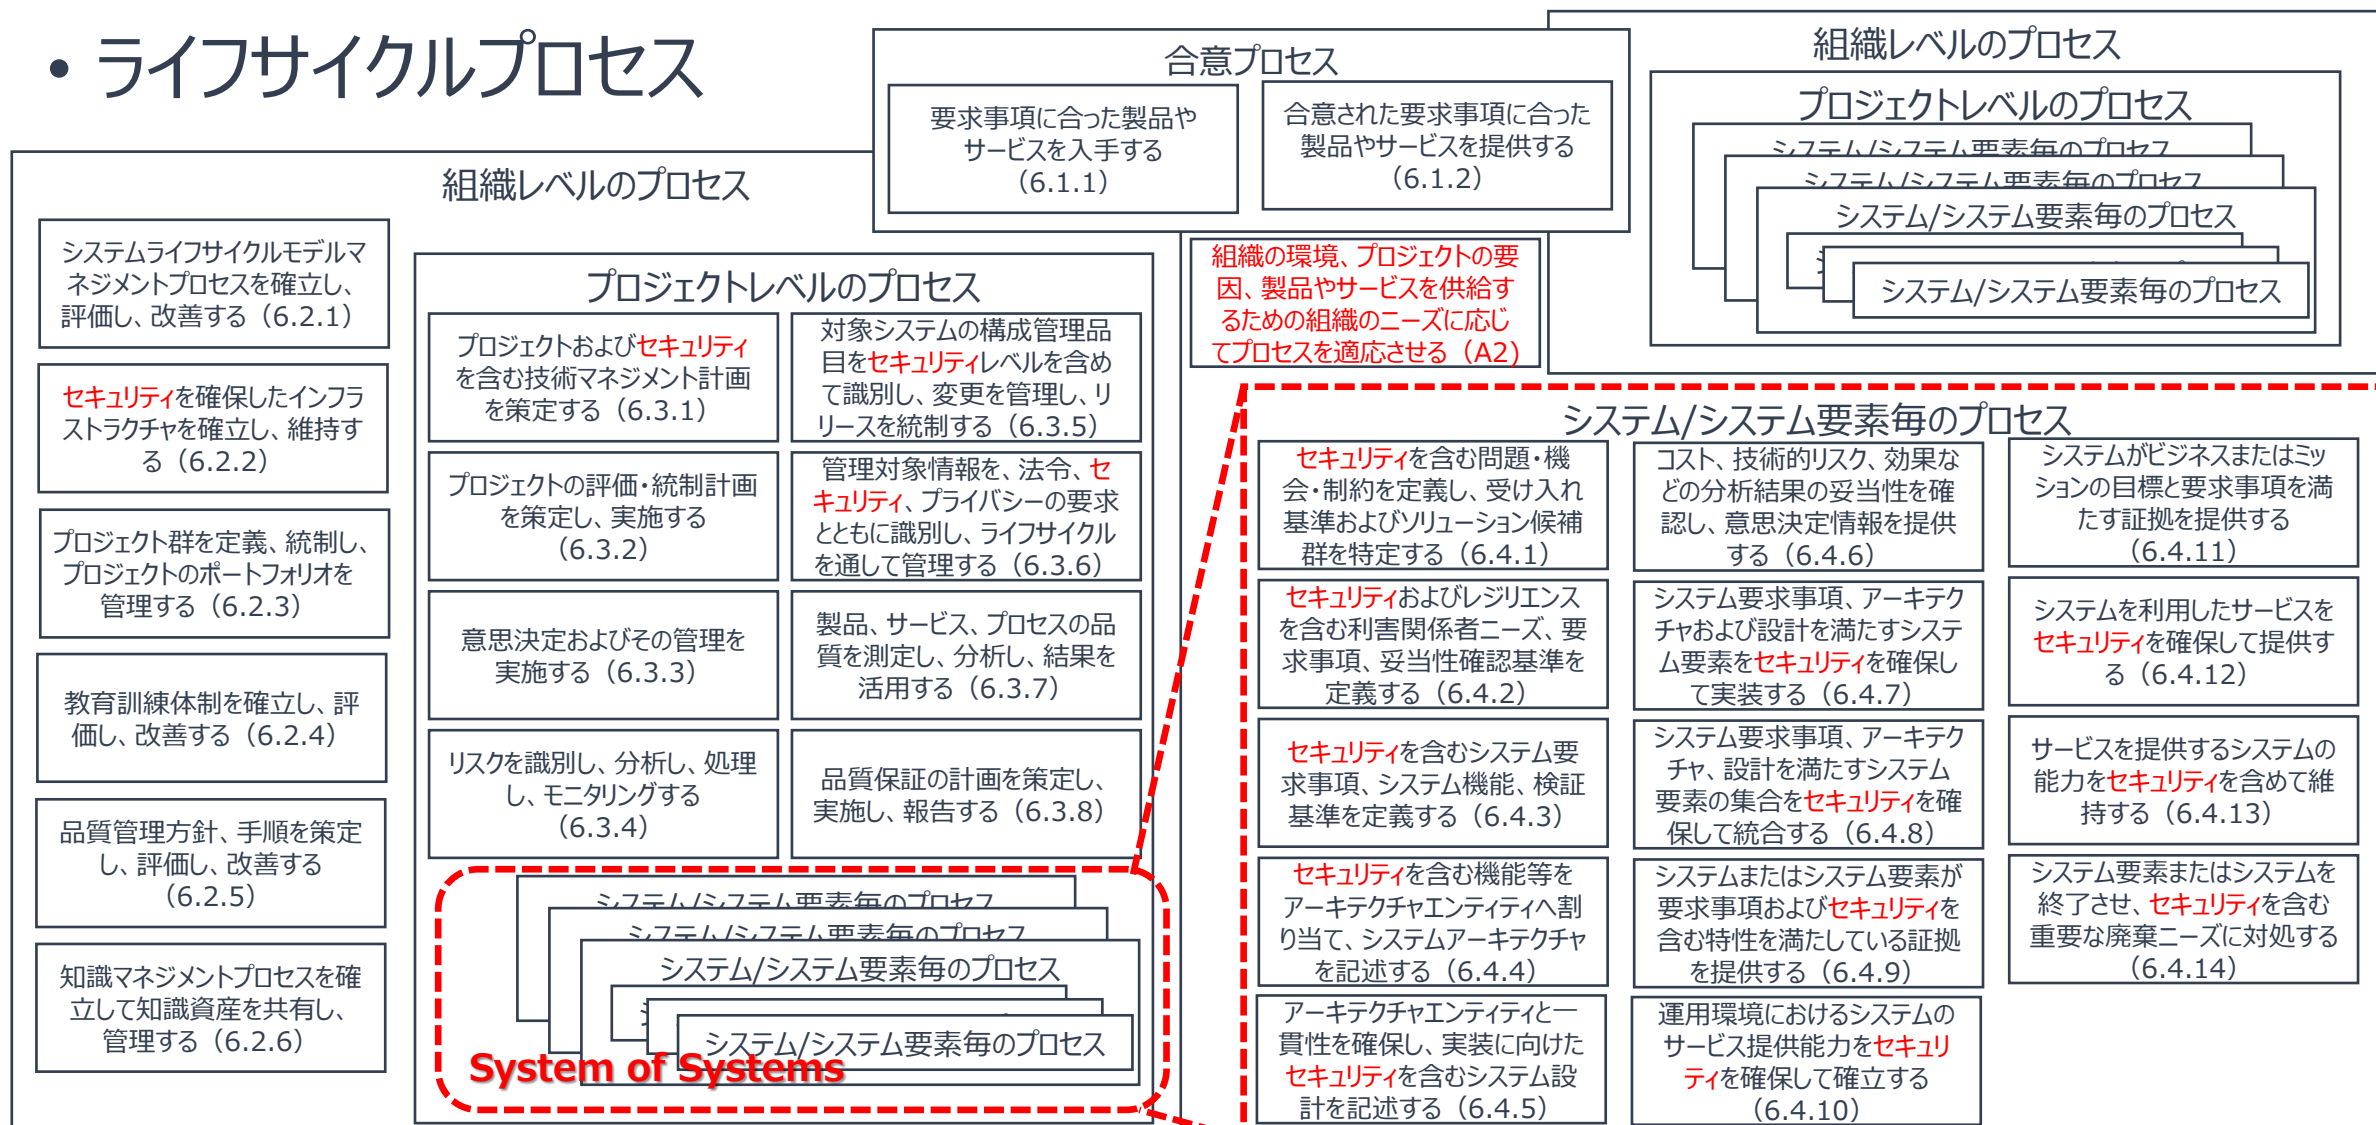 • ライフサイクルプロセス
合意プロセス
要求事項に合った製品や
サービスを入手する
（6.1.1）
合意された要求事項に合った
製品やサービスを提供する
（6.1.2）
組織レベルのプロセス
プロジェクトレベルのプロセス
システム/システム要素毎のプロセス
システム/システム要素毎のプロセス
システム/システム要素毎のプロセス
システム/システム要素毎のプロセス
組織レベルのプロセス
システムライフサイクルモデルマ
ネジメントプロセスを確立し、
評価し、改善する（6.2.1）
セキュリティを確保したインフラ
ストラクチャを確立し、維持す
る（6.2.2）
プロジェクト群を定義、統制し、
プロジェクトのポートフォリオを
管理する（6.2.3）
教育訓練体制を確立し、評
価し、改善する（6.2.4）
品質管理方針、手順を策定
し、評価し、改善する
（6.2.5）
知識マネジメントプロセスを確
立して知識資産を共有し、
管理する（6.2.6）
プロジェクトレベルのプロセス
プロジェクトおよびセキュリティ
を含む技術マネジメント計画
を策定する（6.3.1）
プロジェクトの評価・統制計画
を策定し、実施する
（6.3.2）
意思決定およびその管理を
実施する（6.3.3）
リスクを識別し、分析し、処理
し、モニタリングする
（6.3.4）
対象システムの構成管理品
目をセキュリティレベルを含め
て識別し、変更を管理し、リ
リースを統制する（6.3.5）
管理対象情報を、法令、セ
キュリティ、プライバシーの要求
とともに識別し、ライフサイクル
を通して管理する（6.3.6）
製品、サービス、プロセスの品
質を測定し、分析し、結果を
活用する（6.3.7）
品質保証の計画を策定し、
実施し、報告する（6.3.8）
システム/システム要素毎のプロセス
システム/システム要素毎のプロセス
システム/システム要素毎のプロセス
システム/システム要素毎のプロセス
System of Systems
組織の環境、プロジェクトの要
因、製品やサービスを供給す
るための組織のニーズに応じ
てプロセスを適応させる（A2）
システム/システム要素毎のプロセス
セキュリティを含む問題・機
会・制約を定義し、受け入れ
基準およびソリューション候補
群を特定する（6.4.1）
セキュリティおよびレジリエンス
を含む利害関係者ニーズ、要
求事項、妥当性確認基準を
定義する（6.4.2）
セキュリティを含むシステム要
求事項、システム機能、検証
基準を定義する（6.4.3）
セキュリティを含む機能等を
アーキテクチャエンティティへ割
り当て、システムアーキテクチャ
を記述する（6.4.4）
アーキテクチャエンティティと一
貫性を確保し、実装に向けた
セキュリティを含むシステム設
計を記述する（6.4.5）
コスト、技術的リスク、効果な
どの分析結果の妥当性を確
認し、意思決定情報を提供
する（6.4.6）
システム要求事項、アーキテク
チャおよび設計を満たすシステ
ム要素をセキュリティを確保し
て実装する（6.4.7）
システム要求事項、アーキテク
チャ、設計を満たすシステム
要素の集合をセキュリティを確
保して統合する（6.4.8）
システムまたはシステム要素が
要求事項およびセキュリティを
含む特性を満たしている証拠
を提供する（6.4.9）
運用環境におけるシステムの
サービス提供能力をセキュリ
ティを確保して確立する
（6.4.10）
システムがビジネスまたはミッ
ションの目標と要求事項を満
たす証拠を提供する
（6.4.11）
システムを利用したサービスを
セキュリティを確保して提供す
る（6.4.12）
サービスを提供するシステムの
能力をセキュリティを含めて維
持する（6.4.13）
システム要素またはシステムを
終了させ、セキュリティを含む
重要な廃棄ニーズに対処する
（6.4.14）